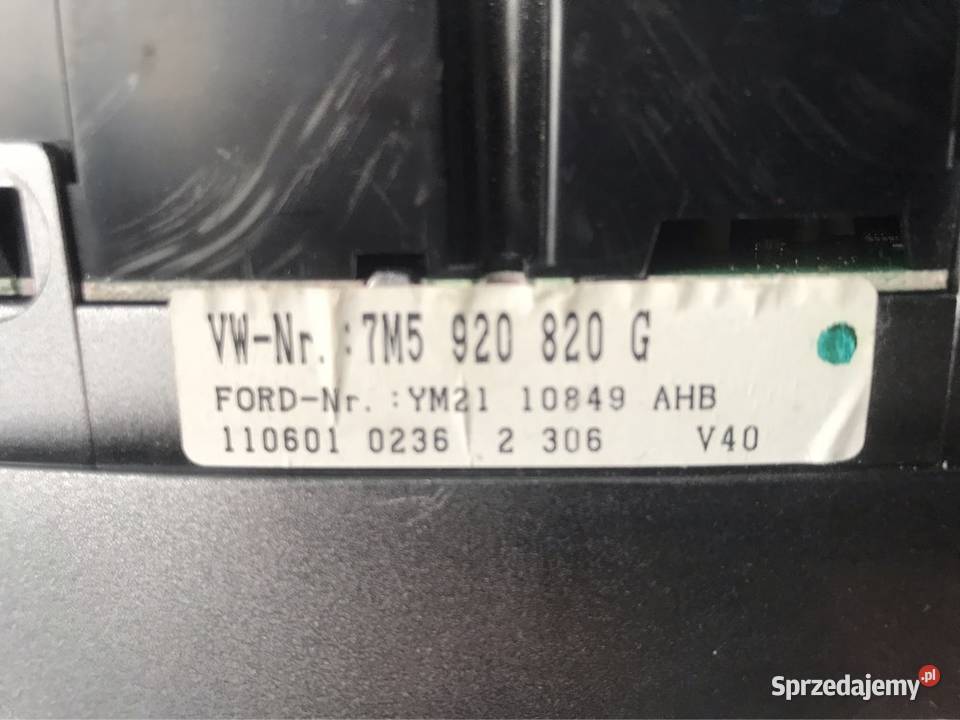 VW-Nr.:7M5 920 820 G
FORD-Nr.:YM21 10849 AHB
110601 0236 2 306 V40
Sprzedajemy.pl